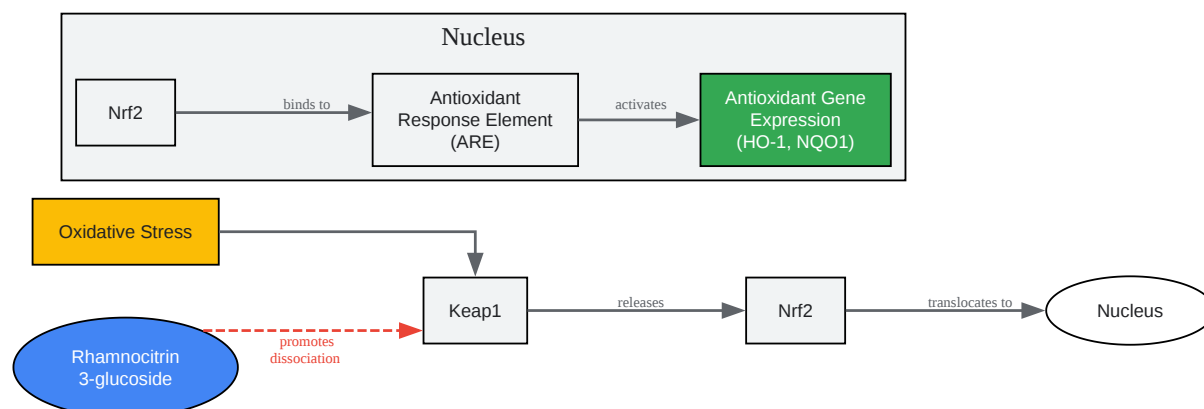 Nucleus
Nrf2
binds to
Antioxidant
Response Element
(ARE)
activates
Antioxidant Gene
Expression
(HO-1, NQO1)
Oxidative Stress
Keap1
releases
Nrf2
translocates to
Nucleus
promotes
dissociation
Rhamnocitrin
3-glucoside